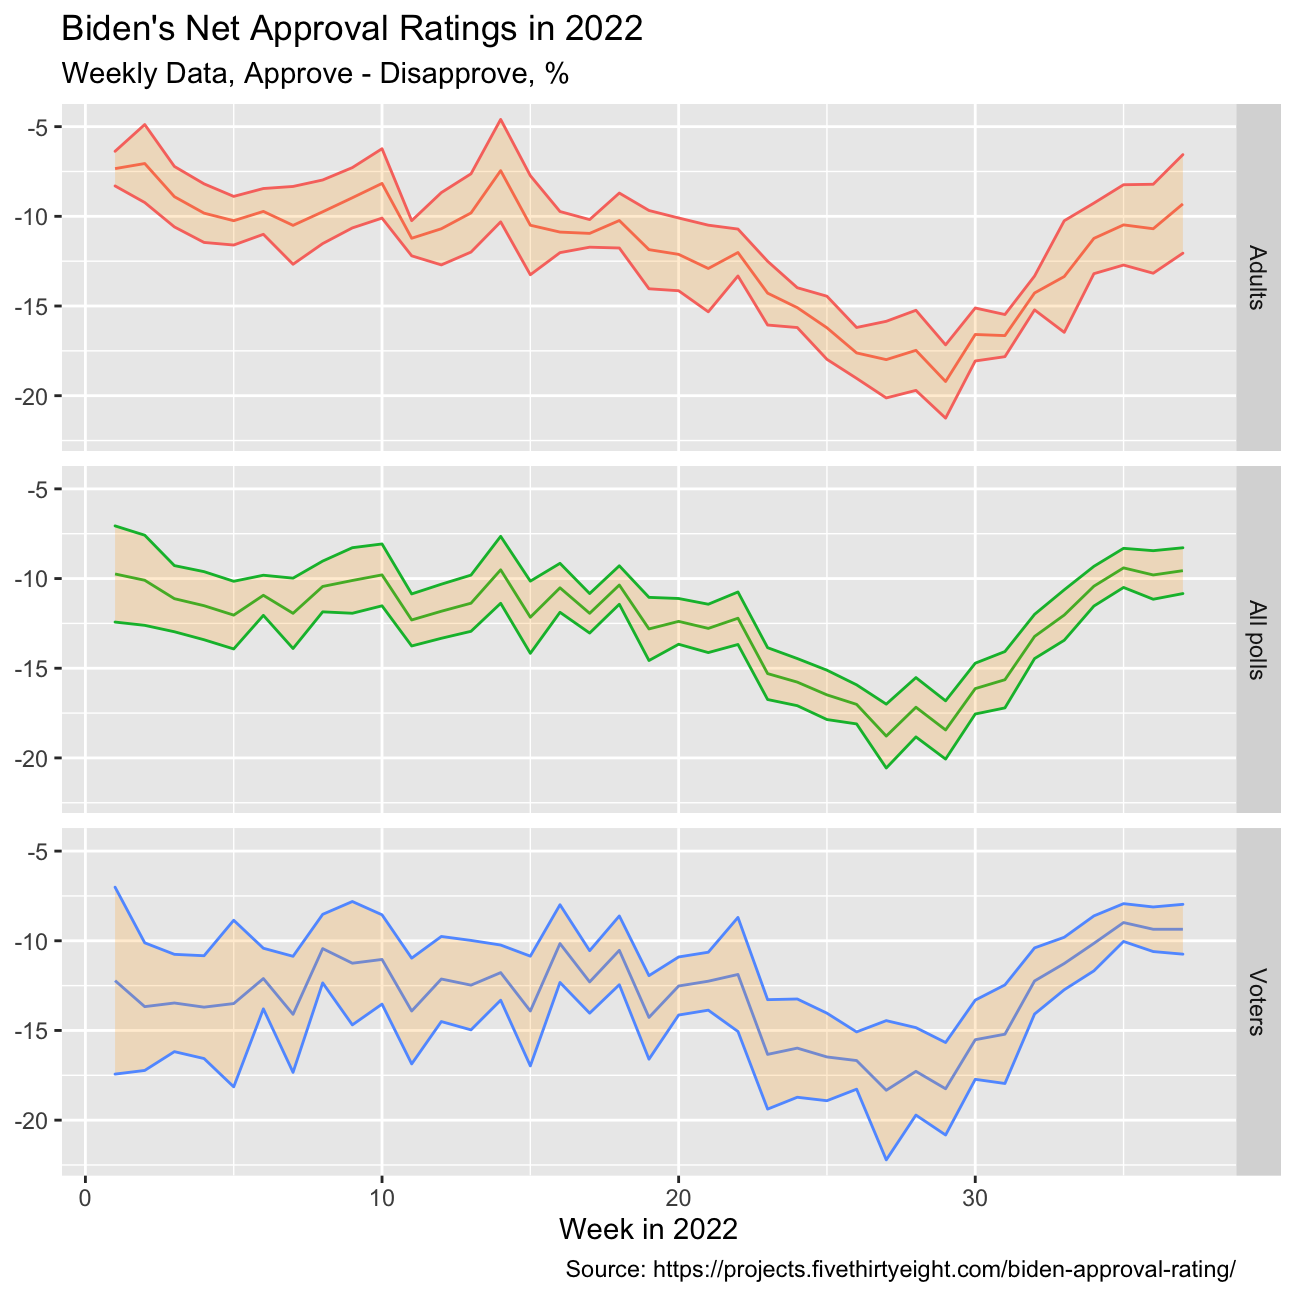 Biden's Net Approval Ratings in 2022
Weekly Data, Approve - Disapprove, %
-5
-10
-15
-20
Adults
-5
-10
-15
-20
All polls
-5
-10
-15
-20
Voters
0 10 20 30
Week in 2022
Source: https://projects.fivethirtyeight.com/biden-approval-rating/